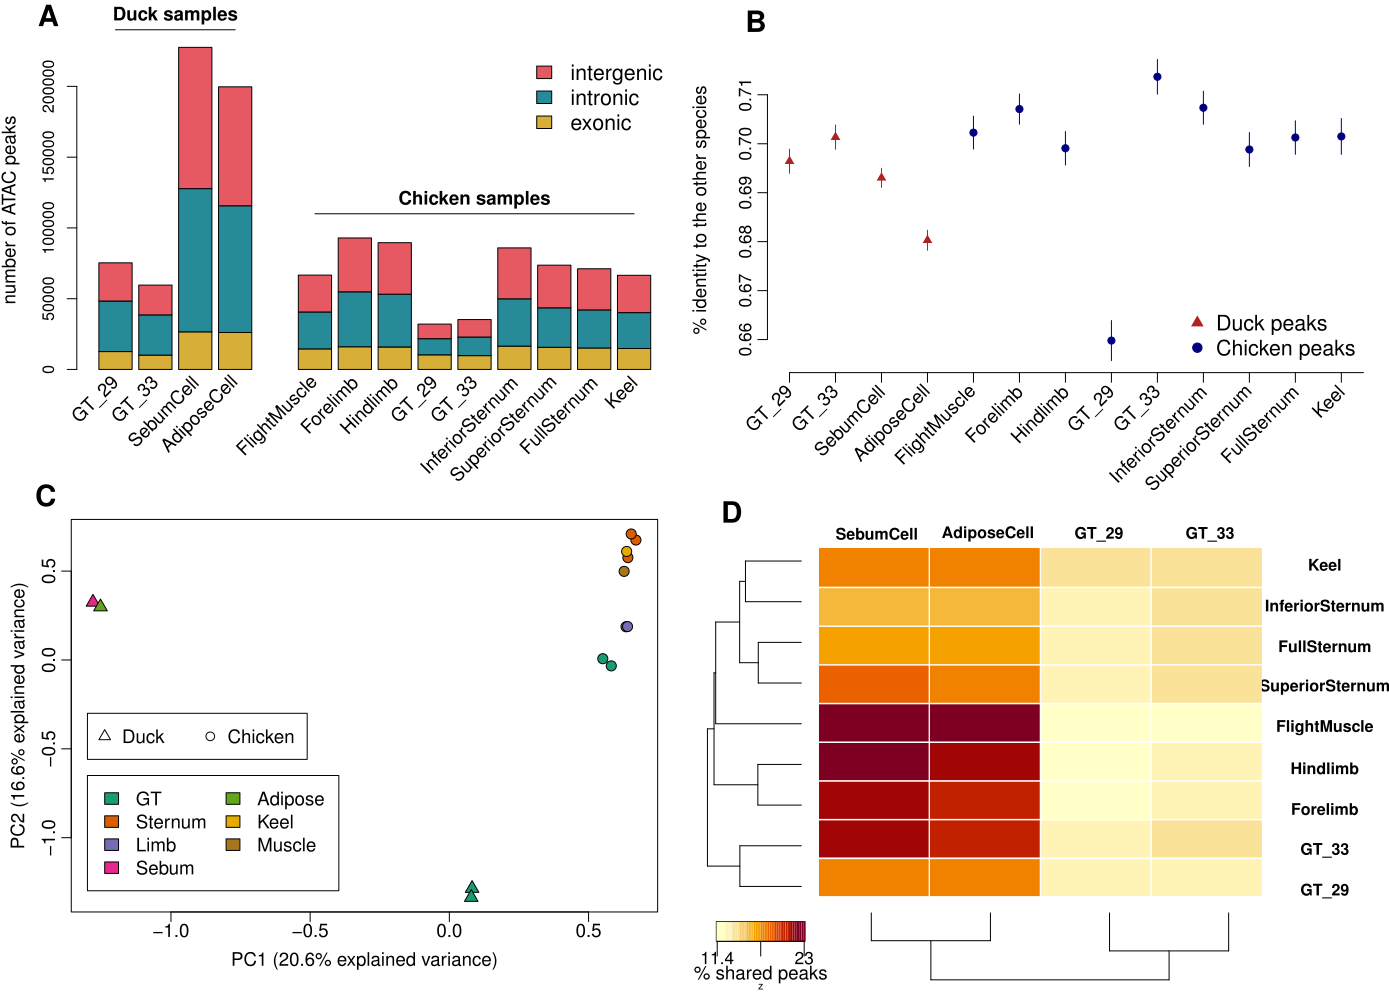 A
Duck samples
number of ATAC peaks
0
50000
100000
150000
200000
intergenic
intronic
exonic
Chicken samples
GT_29
GT_33
SebumCell
AdiposeCell
FlightMuscle
Forelimb
Hindlimb
GT_29
GT_33
InferiorSternum
SuperiorSternum
FullSternum
Keel
B
% identity to the other species
0.66
0.67
0.68
0.69
0.70
0.71
Duck peaks
Chicken peaks
GT_29
GT_33
SebumCell
AdiposeCell
FlightMuscle
Forelimb
Hindlimb
GT_29
GT_33
InferiorSternum
SuperiorSternum
FullSternum
Keel
C
PC2 (16.6% explained variance)
0.5
0.0
−0.5
−1.0
Duck
Chicken
GT
Sternum
Limb
Sebum
Adipose
Keel
Muscle
−1.0
−0.5
0.0
0.5
PC1 (20.6% explained variance)
D
SebumCell
AdiposeCell
GT_29
GT_33
Keel
InferiorSternum
FullSternum
SuperiorSternum
FlightMuscle
Hindlimb
Forelimb
GT_33
GT_29
11.4
23
% shared peaks
z